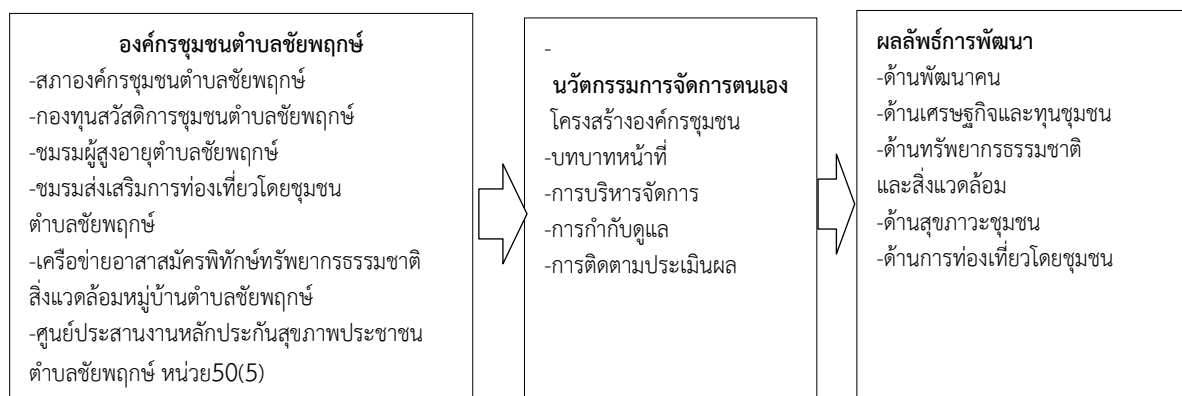 องค์กรชุมชนตำบลชัยพฤกษ์
-สภาองค์กรชุมชนตำบลชัยพฤกษ์
-กองทุนสวัสดิการชุมชนตำบลชัยพฤกษ์
-ชมรมผู้สูงอายุตำบลชัยพฤกษ์
-ชมรมส่งเสริมการท่องเที่ยวโดยชุมชน
ตำบลชัยพฤกษ์
-เครือข่ายอาสาสมัครพิทักษ์ทรัพยากรธรรมชาติ
สิ่งแวดล้อมหมู่บ้านตำบลชัยพฤกษ์
-ศูนย์ประสานงานหลักประกันสุขภาพประชาชน
ตำบลชัยพฤกษ์ หน่วย50(5)
-
นวัตกรรมการจัดการตนเอง
โครงสร้างองค์กรชุมชน
-บทบาทหน้าที่
-การบริหารจัดการ
-การกำกับดูแล
-การติดตามประเมินผล
ผลลัพธ์การพัฒนา
-ด้านพัฒนาคน
-ด้านเศรษฐกิจและทุนชุมชน
-ด้านทรัพยากรธรรมชาติ
และสิ่งแวดล้อม
-ด้านสุขภาวะชุมชน
-ด้านการท่องเที่ยวโดยชุมชน